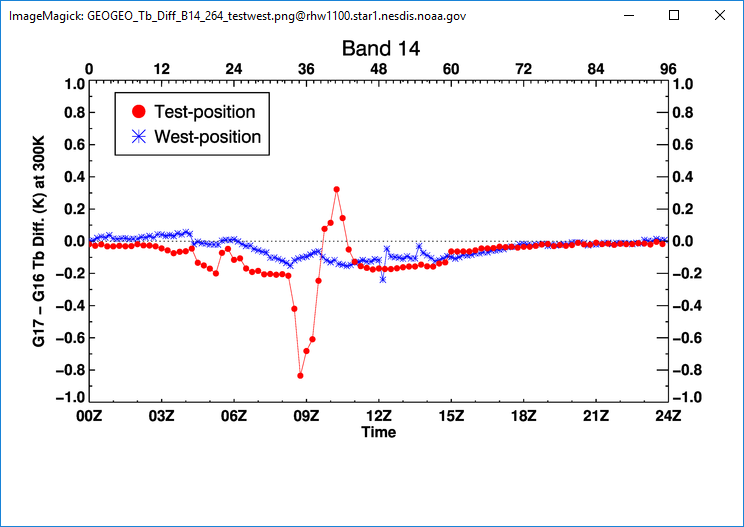 ImageMagick: GEOGEO_Tb_Diff_B14_264_testwest.png@rhw1100.star1.nesdis.noaa.gov
Band 14
0 12 24 36 48 60 72 84 96
1.0 1.0
Test-position
0.8 0.8
West-position
0.6 0.6
0.4 0.4
0.2 0.2
0.0 0.0
−0.2 −0.2
−0.4 −0.4
−0.6 −0.6
−0.8 −0.8
−1.0 −1.0
G17 − G16 Tb Diff. (K) at 300K
00Z 03Z 06Z 09Z 12Z 15Z 18Z 21Z 24Z
Time